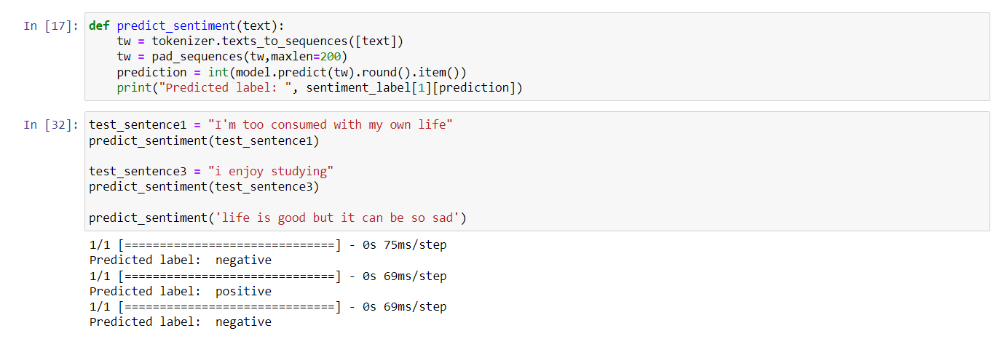 In [17]: def predict_sentiment(text):
    tw = tokenizer.texts_to_sequences([text])
    tw = pad_sequences(tw,maxlen=200)
    prediction = int(model.predict(tw).round().item())
    print("Predicted label: ", sentiment_label[1][prediction])
In [32]: test_sentence1 = "I'm too consumed with my own life"
predict_sentiment(test_sentence1)
test_sentence3 = "i enjoy studying"
predict_sentiment(test_sentence3)
predict_sentiment('life is good but it can be so sad')
1/1 [==============================] - 0s 75ms/step
Predicted label:  negative
1/1 [==============================] - 0s 69ms/step
Predicted label:  positive
1/1 [==============================] - 0s 69ms/step
Predicted label:  negative